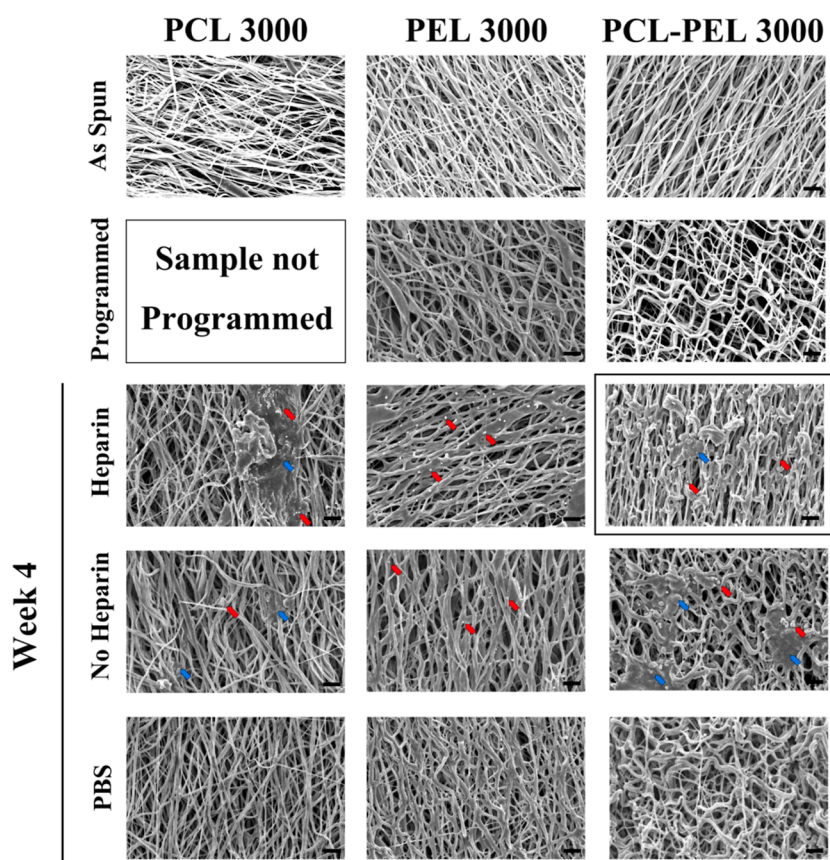 PCL 3000 PEL 3000 PCL-PEL 3000
As Spun
Programmed
Sample not
Programmed
Week 4
Heparin
No Heparin
PBS